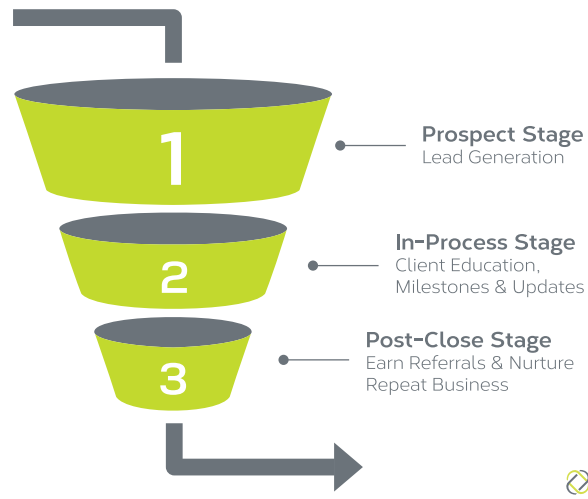 1
Prospect Stage
Lead Generation
2
In-Process Stage
Client Education,
Milestones & Updates
3
Post-Close Stage
Earn Referrals & Nurture
Repeat Business